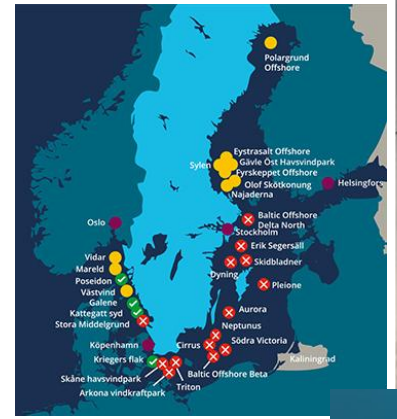 Polargrund
Offshore
Eystrasalt Offshore
Gävle Öst Havsvindpark
Sylen
Fyrskeppet Offshore
Olof Skötkonung
Najaderna
Helsingfors
Oslo
Baltic Offshore
Delta North
Stockholm
Erik Segersäll
Vidar
Mareld
Skidbladner
Dyning
Poseidon
Pleione
Västvind
Galene
Kattegatt syd
Aurora
Stora Middelgrund
Neptunus
Köpenhamn
Cirrus
Södra Victoria
Kriegers flak
Kaliningrad
Skåne havsvindpark
Baltic Offshore Beta
Triton
Arkona vindkraftpark